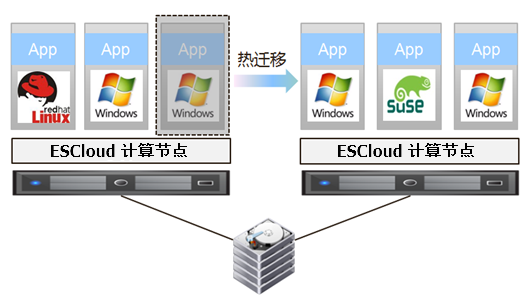 App App App
热迁移
App App App
redhat Linux
Windows
Windows
Windows
SUSE
Windows
ESCloud 计算节点
ESCloud 计算节点